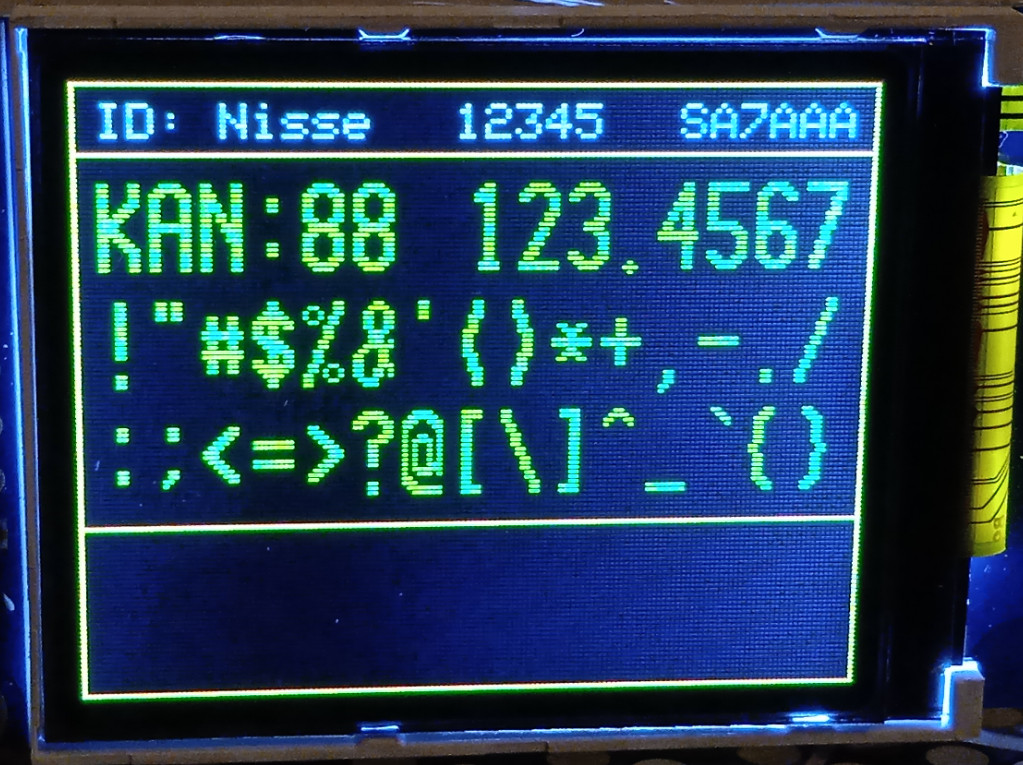 ID: Nisse 12345 SA7AAA
KAN:88 123.4567
!"#$%&'()*+,-./
:;<=>?@[\]^_`{}